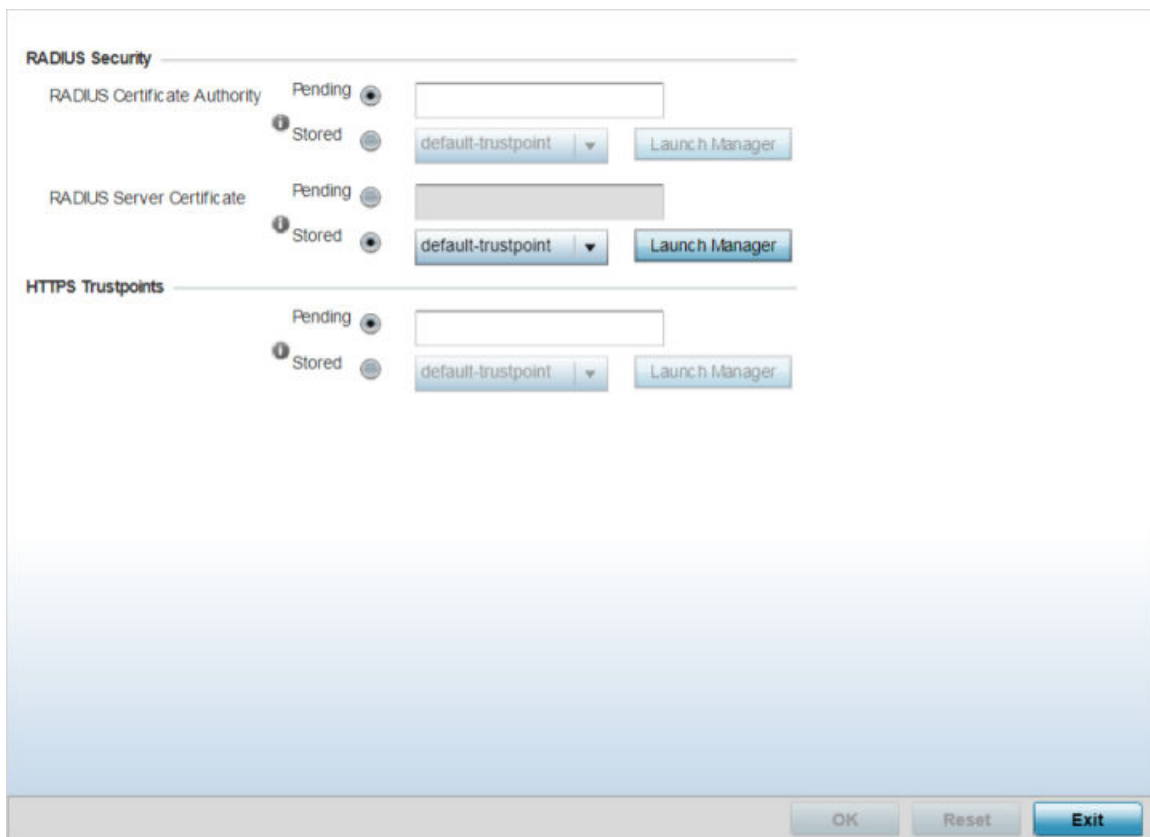 RADIUS Security
RADIUS Certificate Authority
Pending
Stored
default-trustpoint
Launch Manager
RADIUS Server Certificate
Pending
Stored
default-trustpoint
Launch Manager
HTTPS Trustpoints
Pending
Stored
default-trustpoint
Launch Manager
OK
Reset
Exit